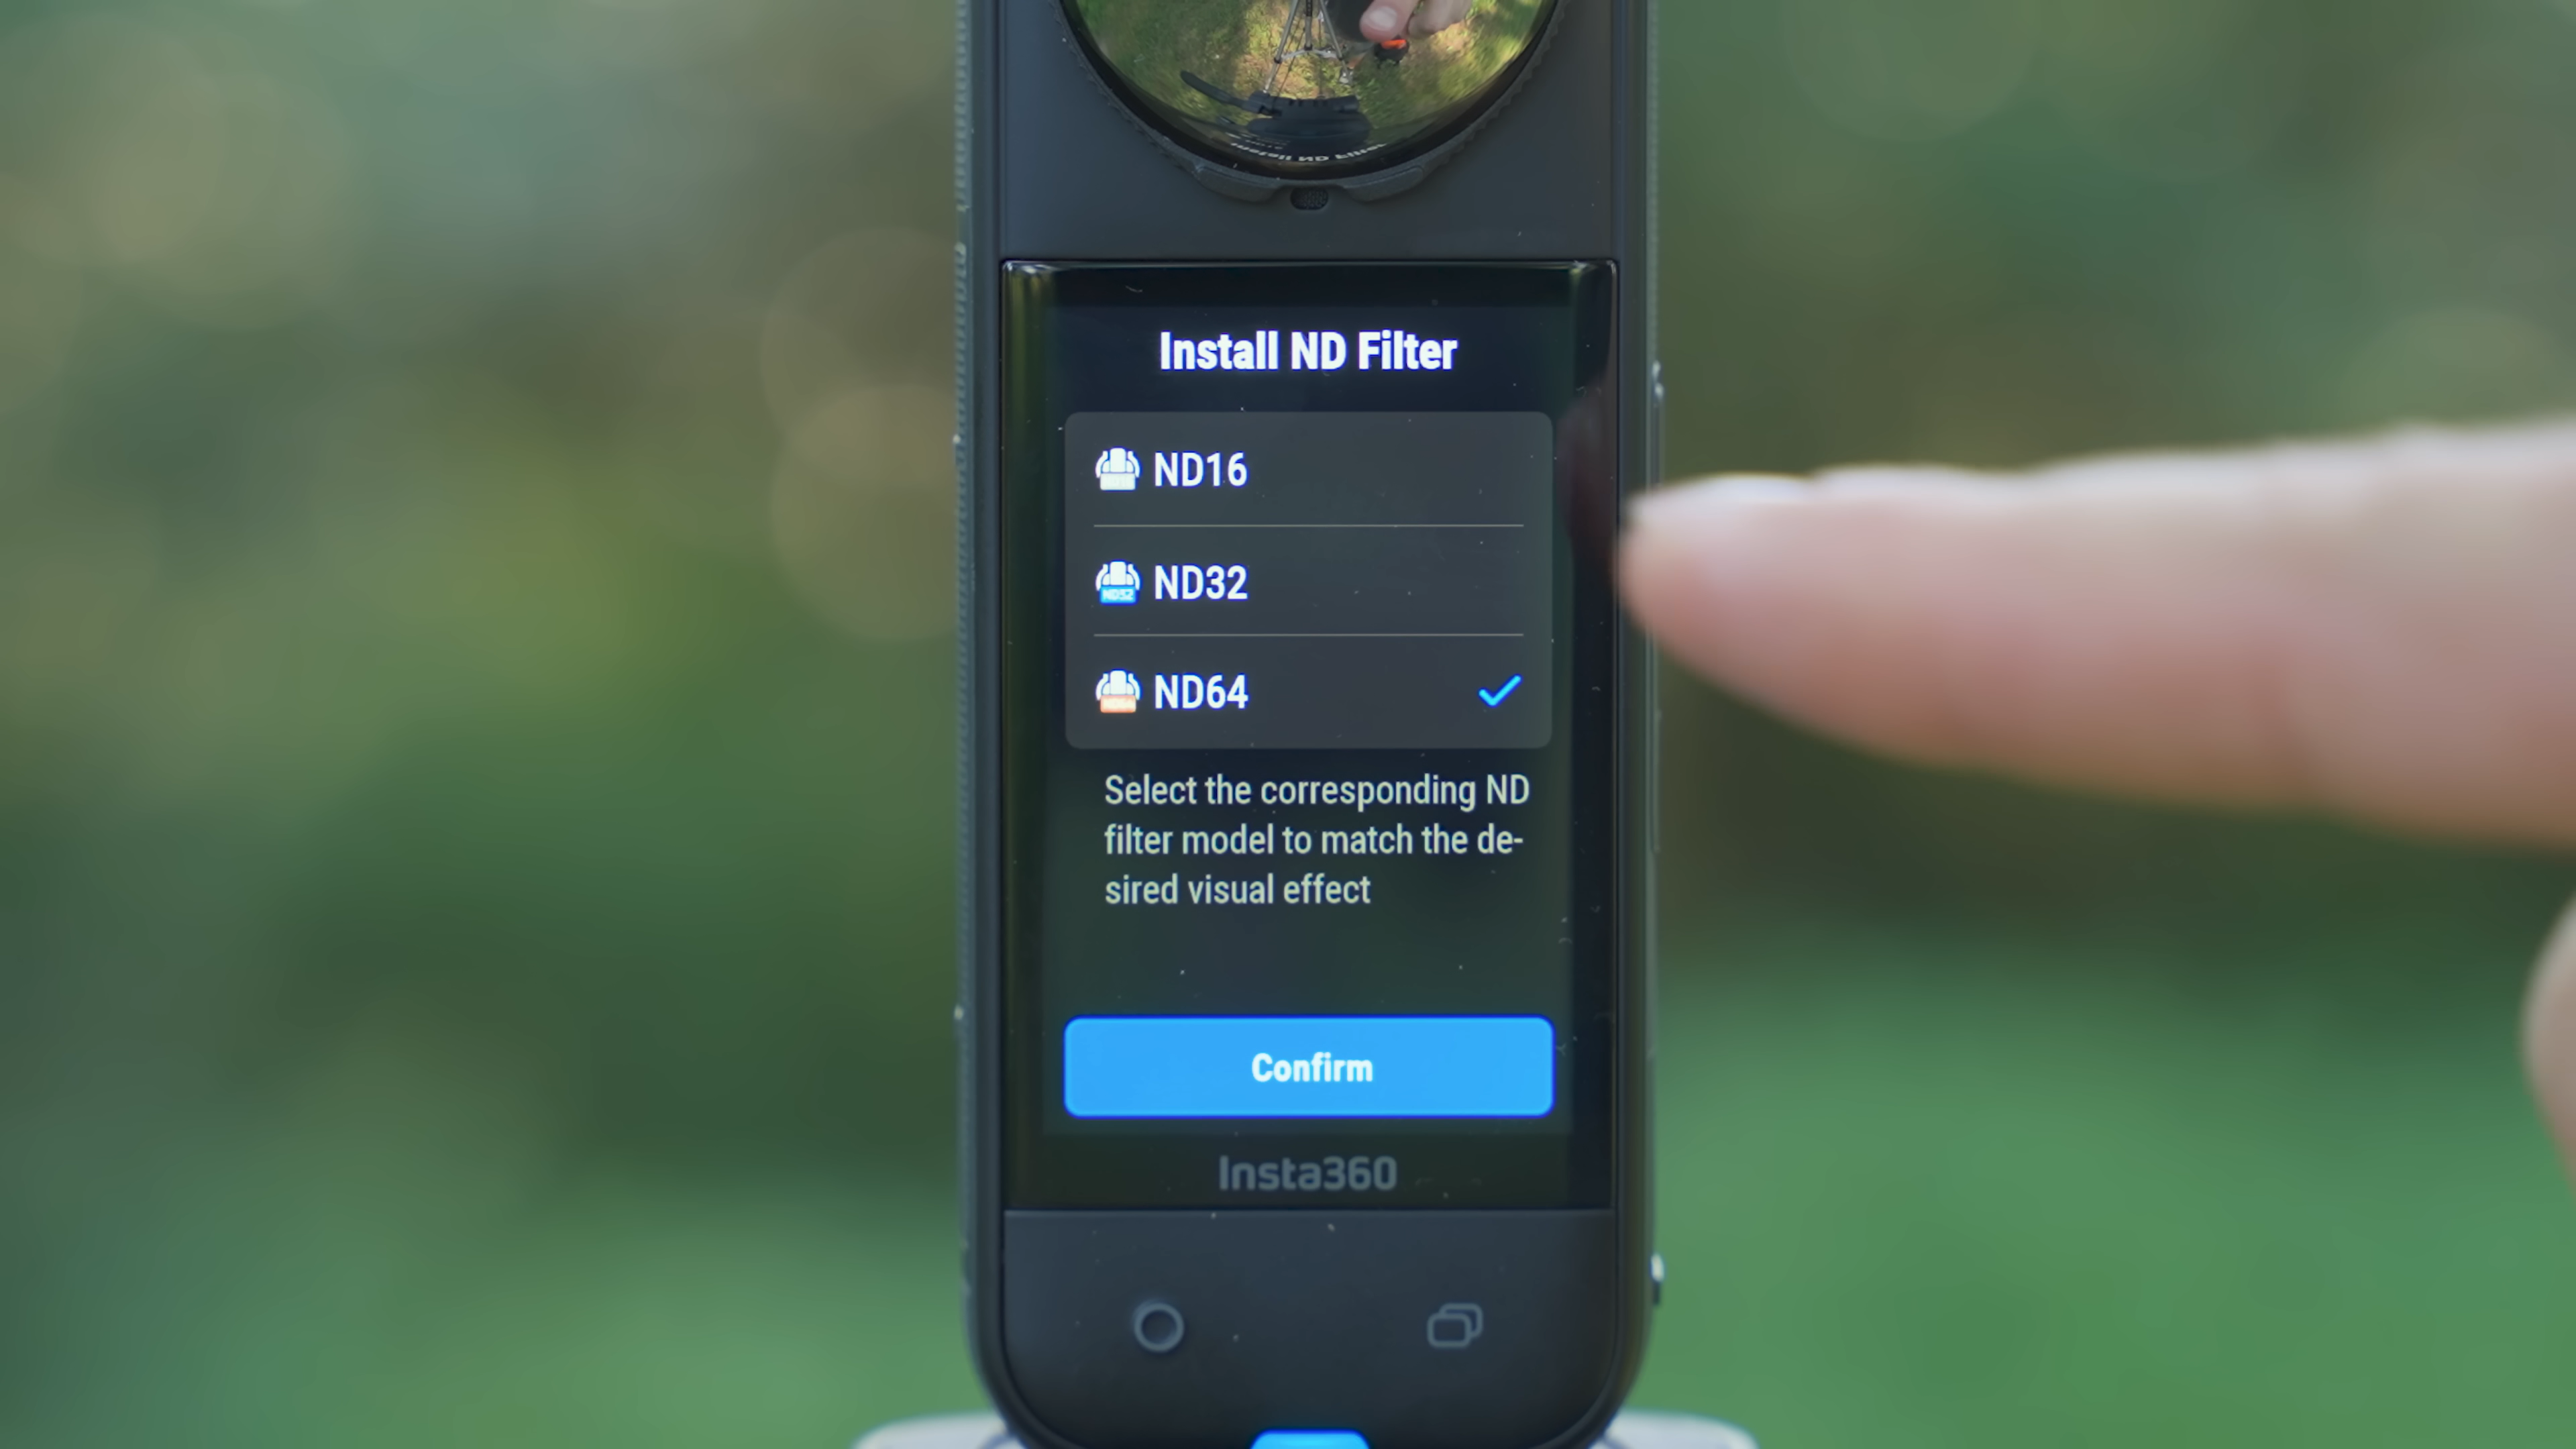 Install ND Filter
ND16
ND32
ND32
ND64
Select the corresponding ND
filter model to match the de-
sired visual effect
Confirm
Insta360